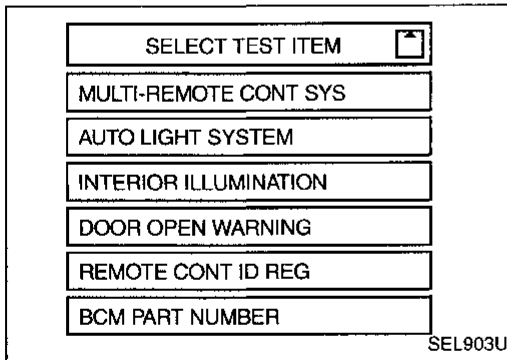 SELECT TEST ITEM
MULTI-REMOTE CONT SYS
AUTO LIGHT SYSTEM
INTERIOR ILLUMINATION
DOOR OPEN WARNING
REMOTE CONT ID REG
BCM PART NUMBER
SEL903U